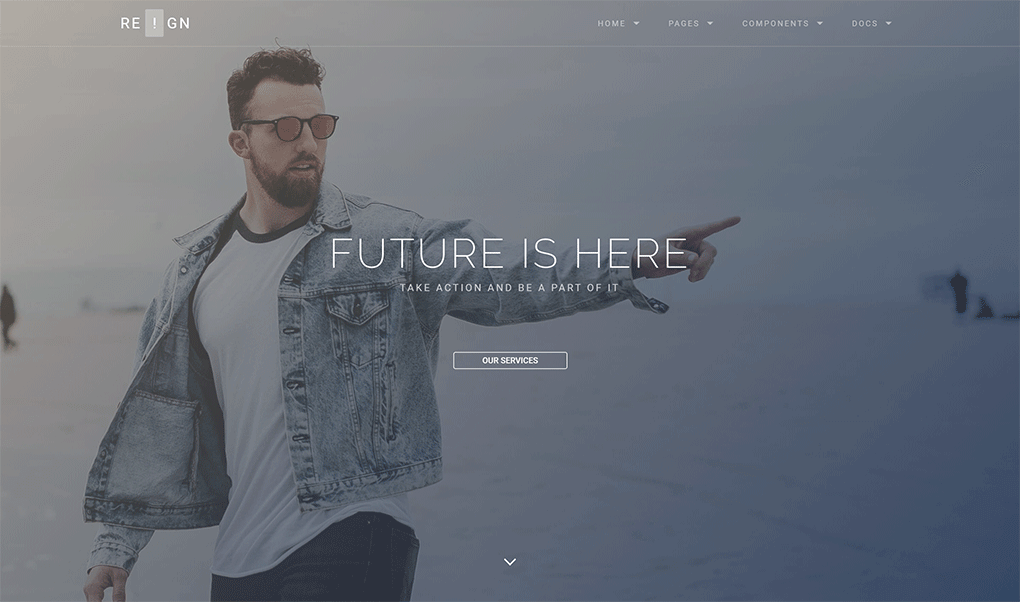 RE!GN
HOME PAGES COMPONENTS DOCS
FUTURE IS HERE
TAKE ACTION AND BE A PART OF IT
OUR SERVICES